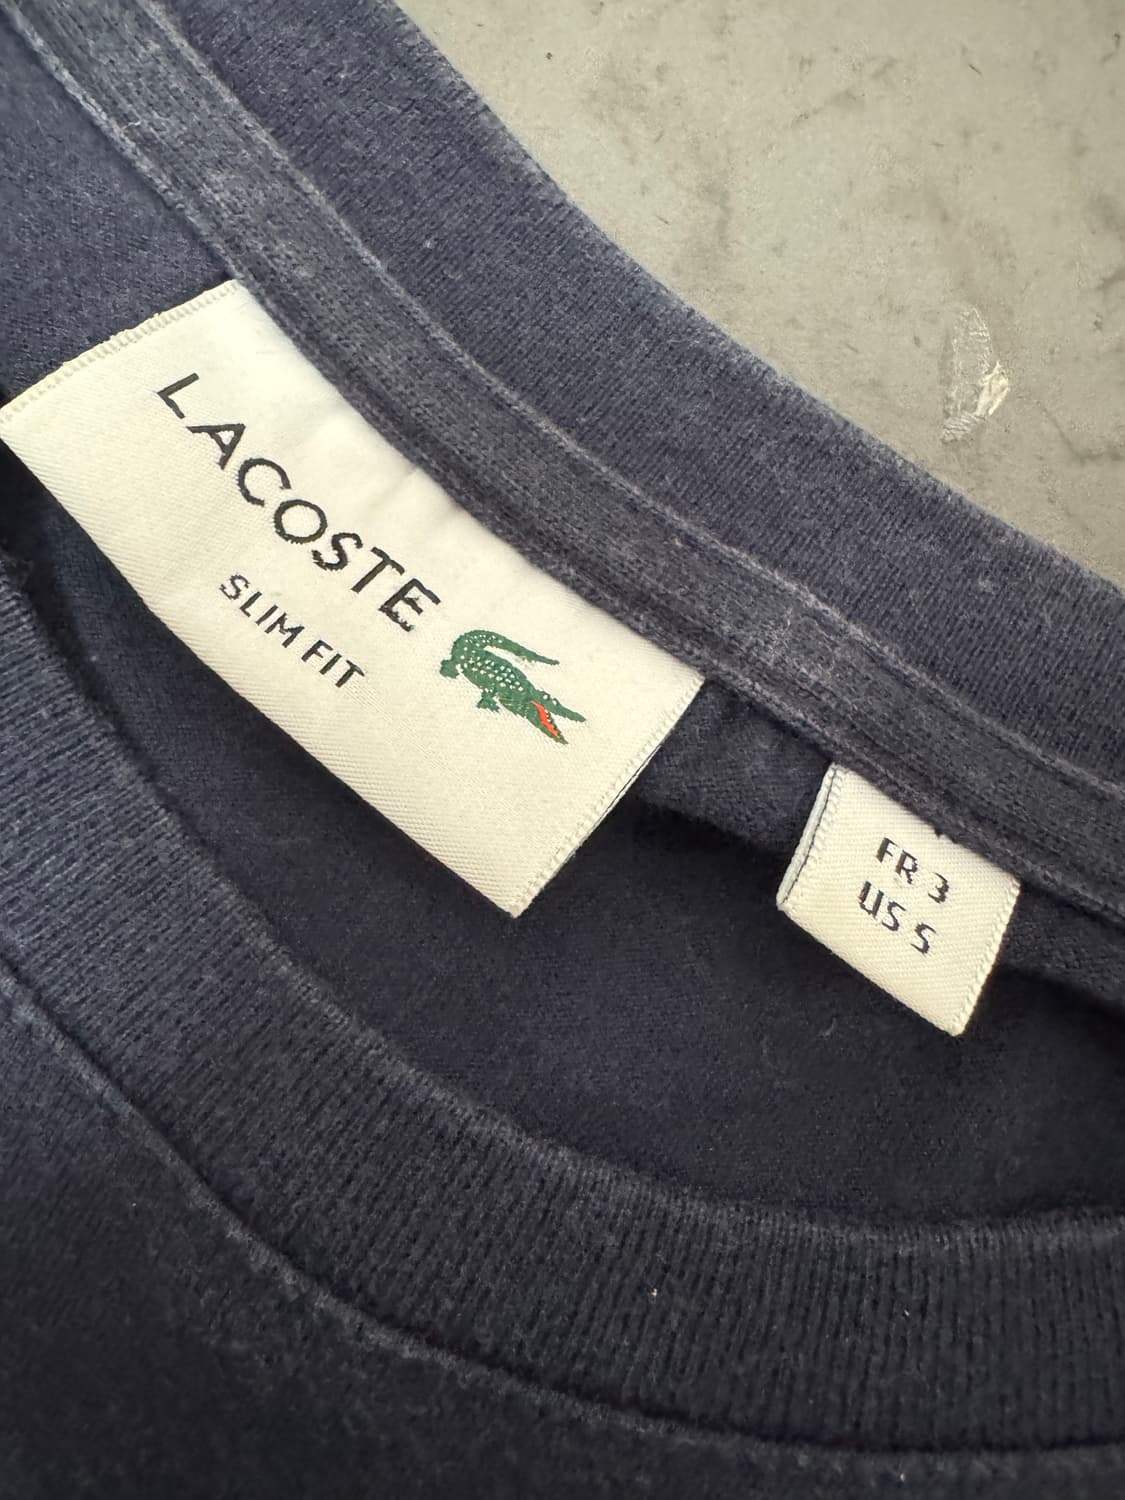 LACOSTE
SLIM FIT
FR 3
US S